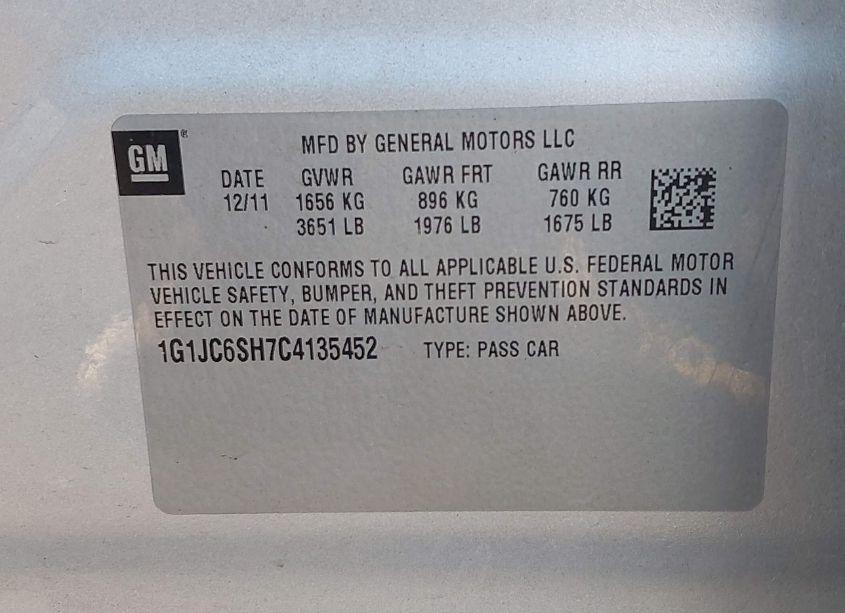 GM®
MFD BY GENERAL MOTORS LLC
DATE GVWR GAWR FRT GAWR RR
12/11 1656 KG 896 KG 760 KG
3651 LB 1976 LB 1675 LB
THIS VEHICLE CONFORMS TO ALL APPLICABLE U.S. FEDERAL MOTOR
VEHICLE SAFETY, BUMPER, AND THEFT PREVENTION STANDARDS IN
EFFECT ON THE DATE OF MANUFACTURE SHOWN ABOVE.
1G1JC6SH7C4135452 TYPE: PASS CAR